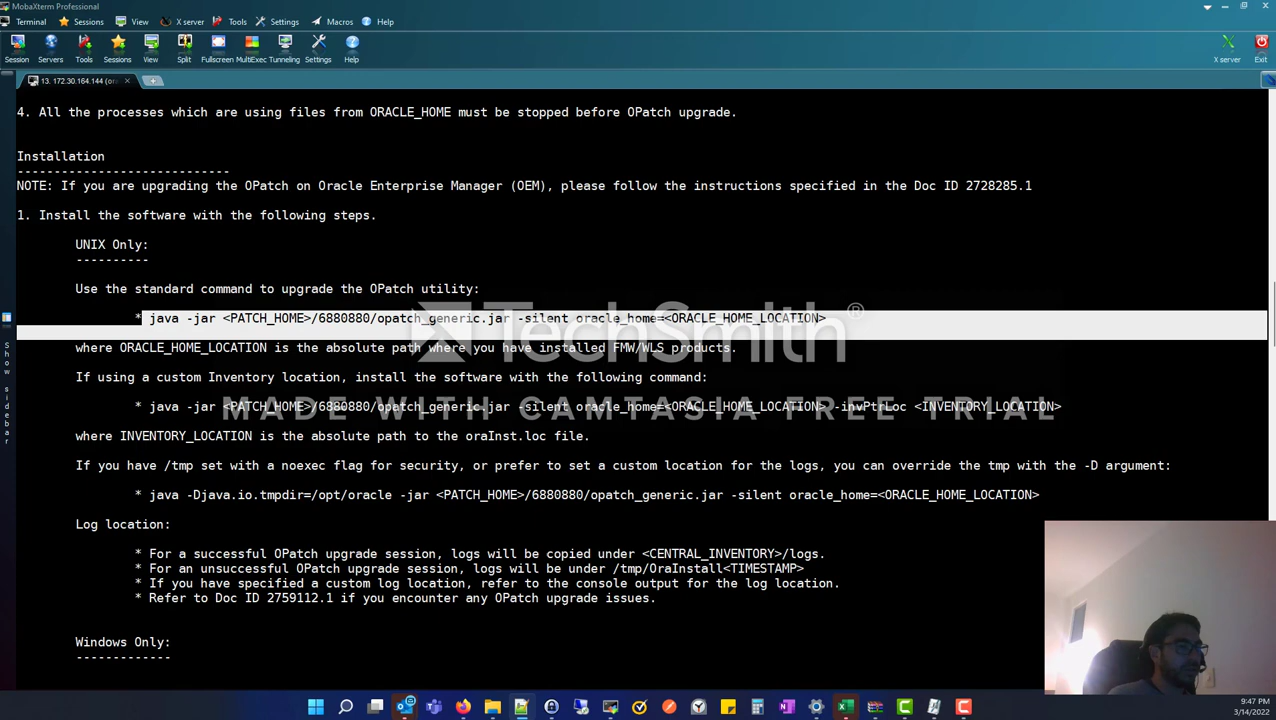 MobaXterm Professional
Terminal Sessions View X server Tools Settings Macros Help
Session Servers Tools Sessions View Split Fullscreen MultiExec Tunneling Settings Help X server Exit
13. 172.30.164.144 (or
4. All the processes which are using files from ORACLE_HOME must be stopped before OPatch upgrade.
Installation
-----------------------------
NOTE: If you are upgrading the OPatch on Oracle Enterprise Manager (OEM), please follow the instructions specified in the Doc ID 2728285.1
1. Install the software with the following steps.
UNIX Only:
----------
Use the standard command to upgrade the OPatch utility:
* java -jar <PATCH_HOME>/6880880/opatch_generic.jar -silent oracle_home=<ORACLE_HOME_LOCATION>
where ORACLE_HOME_LOCATION is the absolute path where you have installed FMW/WLS products.
If using a custom Inventory location, install the software with the following command:
* java -jar <PATCH_HOME>/6880880/opatch_generic.jar -silent oracle_home=<ORACLE_HOME_LOCATION> -invPtrLoc <INVENTORY_LOCATION>
where INVENTORY_LOCATION is the absolute path to the oraInst.loc file.
If you have /tmp set with a noexec flag for security, or prefer to set a custom location for the logs, you can override the tmp with the -D argument:
* java -Djava.io.tmpdir=/opt/oracle -jar <PATCH_HOME>/6880880/opatch_generic.jar -silent oracle_home=<ORACLE_HOME_LOCATION>
Log location:
* For a successful OPatch upgrade session, logs will be copied under <CENTRAL_INVENTORY>/logs.
* For an unsuccessful OPatch upgrade session, logs will be under /tmp/OraInstall<TIMESTAMP>
* If you have specified a custom log location, refer to the console output for the log location.
* Refer to Doc ID 2759112.1 if you encounter any OPatch upgrade issues.
Windows Only:
-------------
Show sidebar
TechSmith®
MADE WITH CAMTASIA FREE TRIAL
9:47 PM
3/14/2022